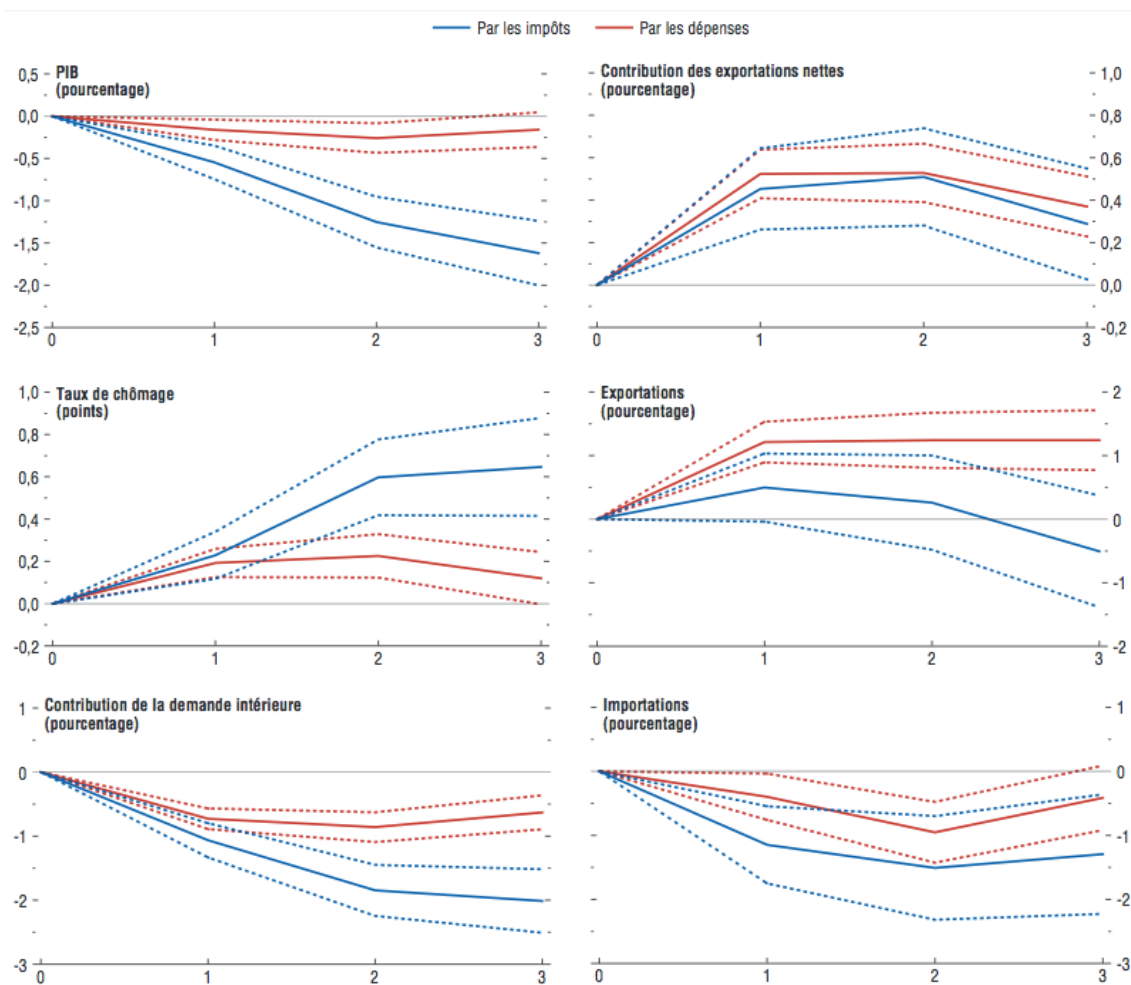 Par les impôts
Par les dépenses
PIB
(pourcentage)
0,5
0,0
-0,5
-1,0
-1,5
-2,0
-2,5
0 1 2 3
Contribution des exportations nettes
(pourcentage)
1,0
0,8
0,6
0,4
0,2
0,0
-0,2
0 1 2 3
Taux de chômage
(points)
1,0
0,8
0,6
0,4
0,2
0,0
-0,2
0 1 2 3
Exportations
(pourcentage)
2
1
0
-1
-2
0 1 2 3
Contribution de la demande intérieure
(pourcentage)
1
0
-1
-2
-3
0 1 2 3
Importations
(pourcentage)
1
0
-1
-2
-3
0 1 2 3